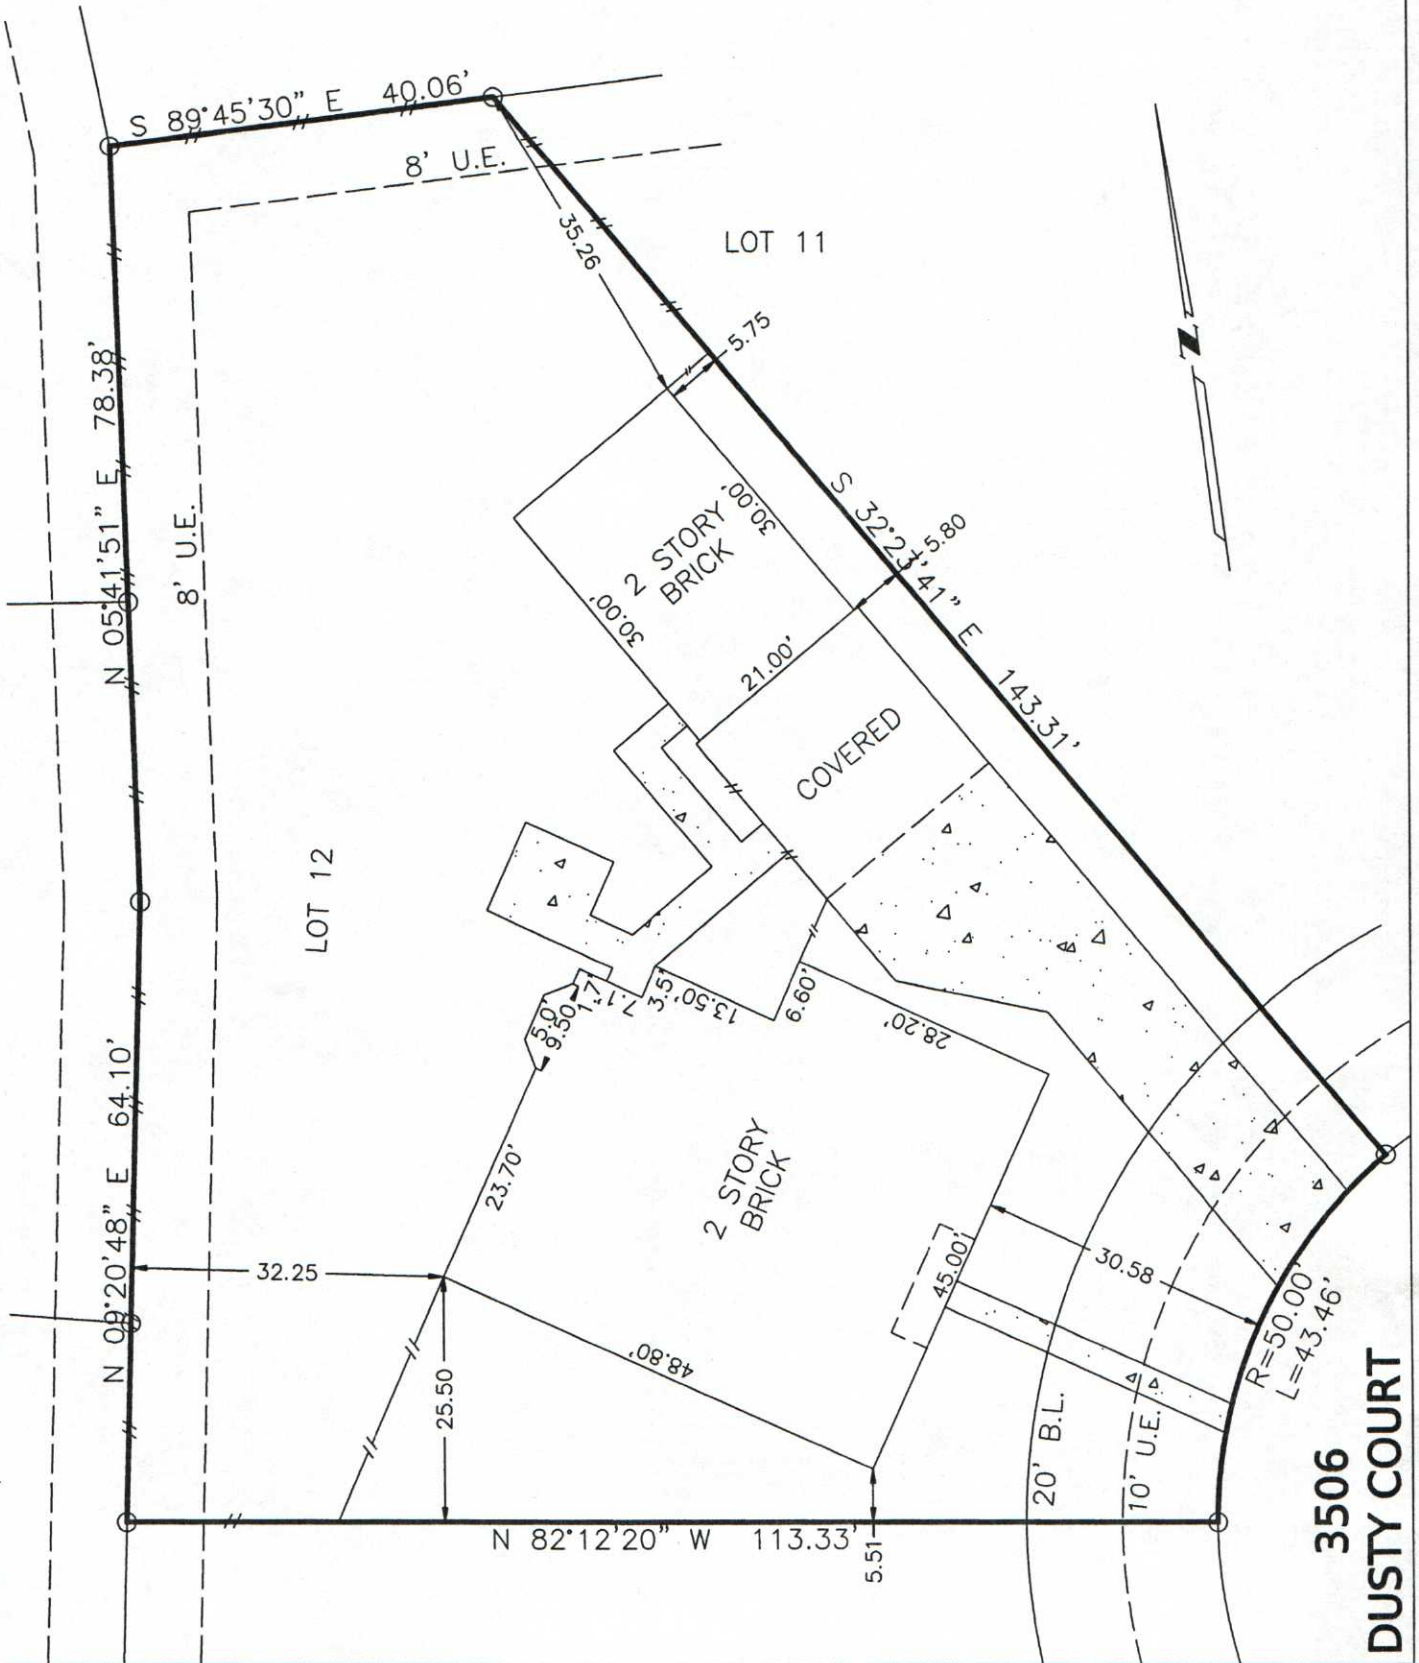 S 89°45'30" E 40.06'
8' U.E.
35.26
LOT 11
5.75
N 05°41'51" E 78.38'
8' U.E.
Z
2 STORY
BRICK
30.00'
30.00'
S 32°23'41" E 143.31'
5.80
21.00'
COVERED
LOT 12
5.0'
9.50'
1.7'
7.1'
3.5'
13.50'
6.60'
28.20'
N 09°20'48" E 64.10'
23.70'
2 STORY
BRICK
32.25
45.00'
30.58
25.50
48.80'
R=50.00'
L=43.46'
20' B.L.
10' U.E.
N 82°12'20" W 113.33'
5.51
3506
DUSTY COURT